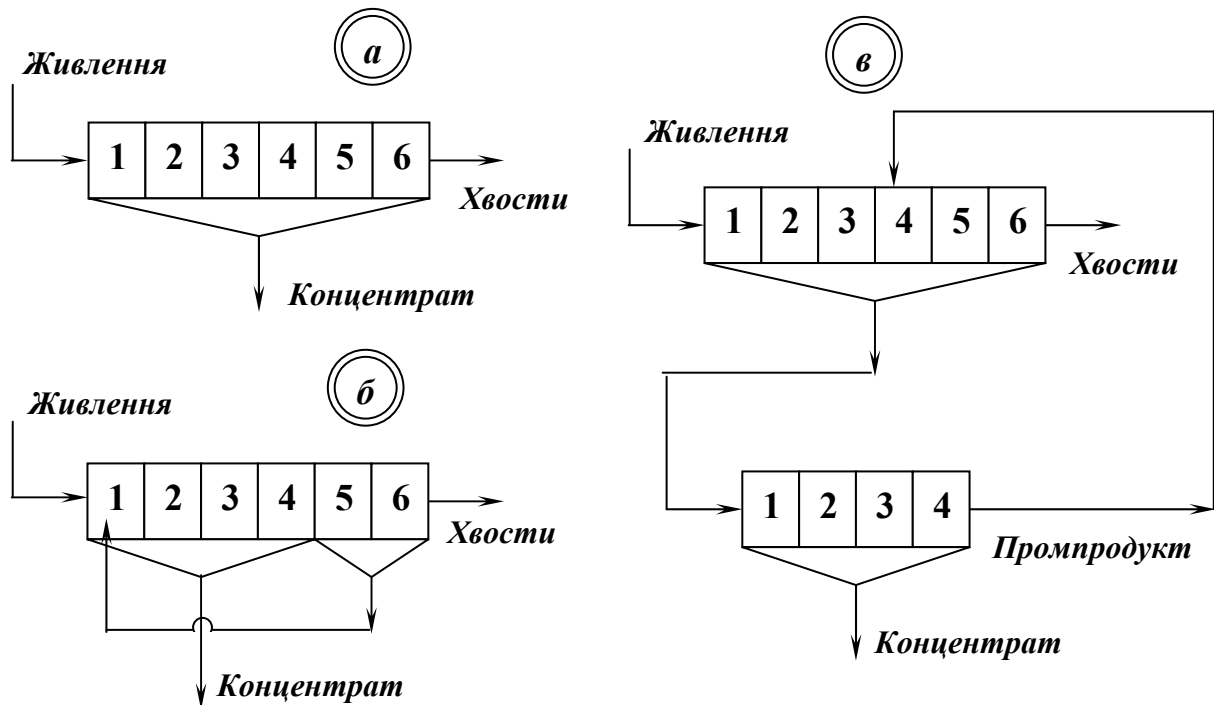 а
Живлення
1 2 3 4 5 6
Хвости
Концентрат
б
Живлення
1 2 3 4 5 6
Хвости
Концентрат
в
Живлення
1 2 3 4 5 6
Хвости
1 2 3 4
Промпродукт
Концентрат